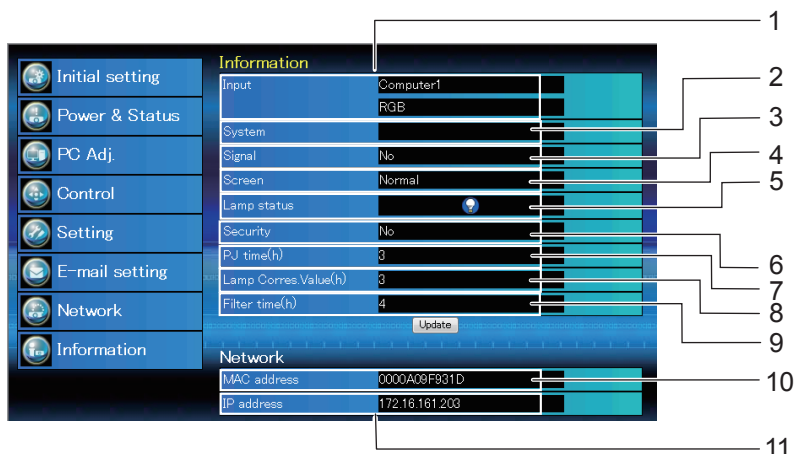 Initial setting
Power & Status
PC Adj.
Control
Setting
E-mail setting
Network
Information
Information
Input Computer1
RGB
System
Signal No
Screen Normal
Lamp status
Security No
PJ time(h) 3
Lamp Corres.Value(h) 3
Filter time(h) 4
Update
Network
MAC address 0000A09F931D
IP address 172.16.161.203
1
2
3
4
5
6
7
8
9
10
11